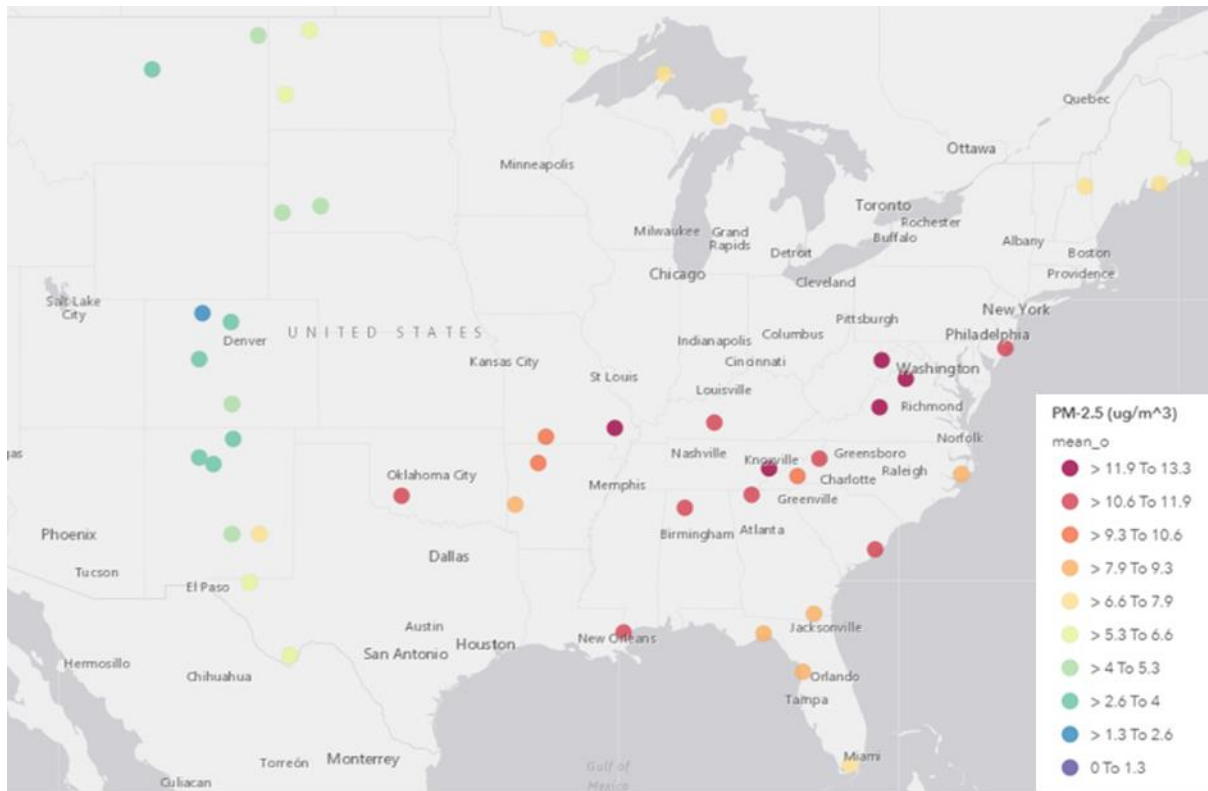 Quebec
Ottawa
Minneapolis
Toronto
Rochester
Buffalo
Milwaukee
Grand
Rapids
Albany
Detroit
Boston
Chicago
Providence
Cleveland
Salt Lake
City
New York
Pittsburgh
UNITED STATES
Columbus
Philadelphia
Denver
Indianapolis
Kansas City
Cincinnati
Washington
St Louis
Louisville
Richmond
Norfolk
Nashville
Knoxville
Greensboro
Raleigh
Oklahoma City
Charlotte
Memphis
Greenville
Phoenix
Birmingham
Atlanta
Dallas
Tucson
El Paso
Austin
Jacksonville
New Orleans
Houston
San Antonio
Hermosillo
Chihuahua
Orlando
Tampa
Miami
Torreón
Monterrey
Gulf of
Mexico
Culiacan
PM-2.5 (ug/m^3)
mean_o
> 11.9 To 13.3
> 10.6 To 11.9
> 9.3 To 10.6
> 7.9 To 9.3
> 6.6 To 7.9
> 5.3 To 6.6
> 4 To 5.3
> 2.6 To 4
> 1.3 To 2.6
0 To 1.3